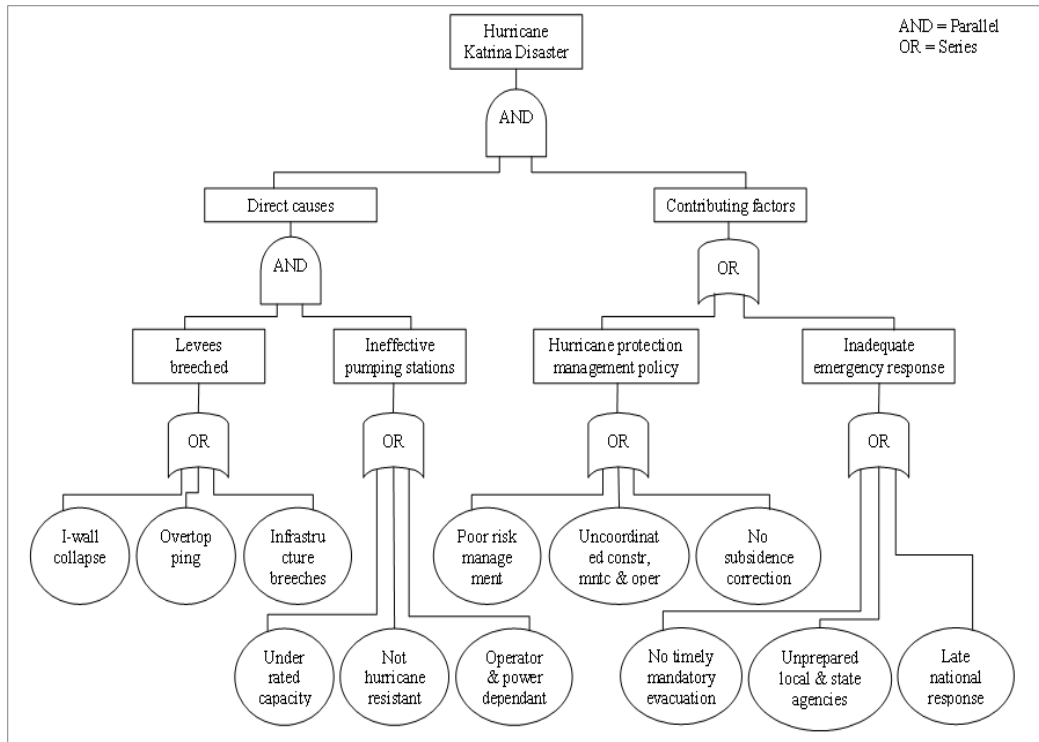 Hurricane
Katrina Disaster
AND = Parallel
OR = Series
AND
Direct causes
Contributing factors
AND
OR
Levees
breeched
Ineffective
pumping stations
Hurricane protection
management policy
Inadequate
emergency response
OR
OR
OR
OR
I-wall
collapse
Overtop
ping
Infrastru
cture
breeches
Poor risk
manage
ment
Uncoordinat
ed constr,
mntc & oper
No
subsidence
correction
Under
rated
capacity
Not
hurricane
resistant
Operator
& power
dependant
No timely
mandatory
evacuation
Unprepared
local & state
agencies
Late
national
response